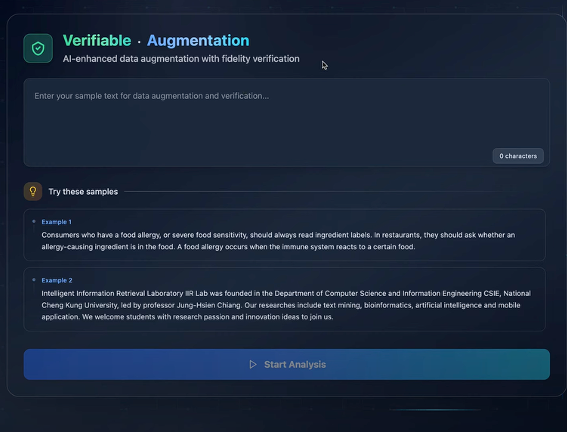 Verifiable · Augmentation
AI-enhanced data augmentation with fidelity verification
Enter your sample text for data augmentation and verification...
0 characters
Try these samples
Example 1
Consumers who have a food allergy, or severe food sensitivity, should always read ingredient labels. In restaurants, they should ask whether an
allergy-causing ingredient is in the food. A food allergy occurs when the immune system reacts to a certain food.
Example 2
Intelligent Information Retrieval Laboratory IIR Lab was founded in the Department of Computer Science and Information Engineering CSIE, National
Cheng Kung University, led by professor Jung-Hsien Chiang. Our researches include text mining, bioinformatics, artificial intelligence and mobile
application. We welcome students with research passion and innovation ideas to join us.
Start Analysis